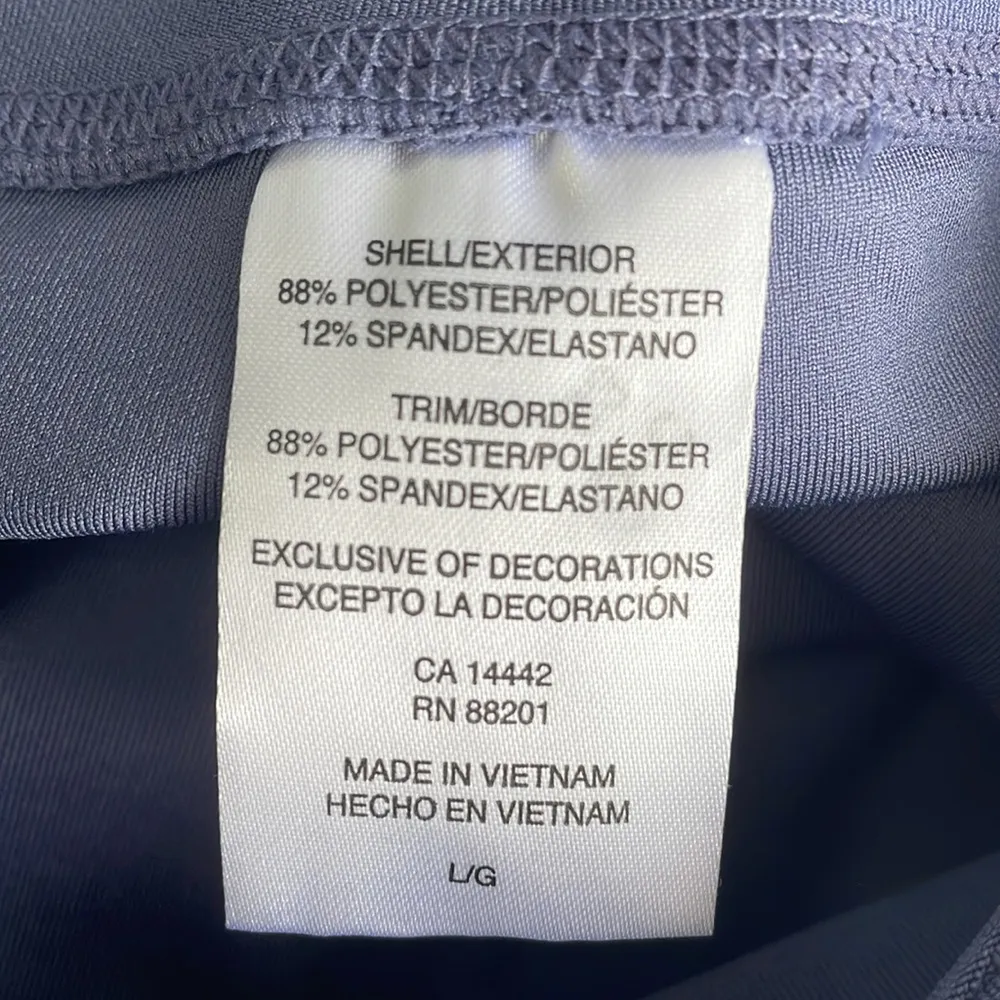 SHELL/EXTERIOR
88% POLYESTER/POLIÉSTER
12% SPANDEX/ELASTANO
TRIM/BORDE
88% POLYESTER/POLIÉSTER
12% SPANDEX/ELASTANO
EXCLUSIVE OF DECORATIONS
EXCEPTO LA DECORACIÓN
CA 14442
RN 88201
MADE IN VIETNAM
HECHO EN VIETNAM
L/G